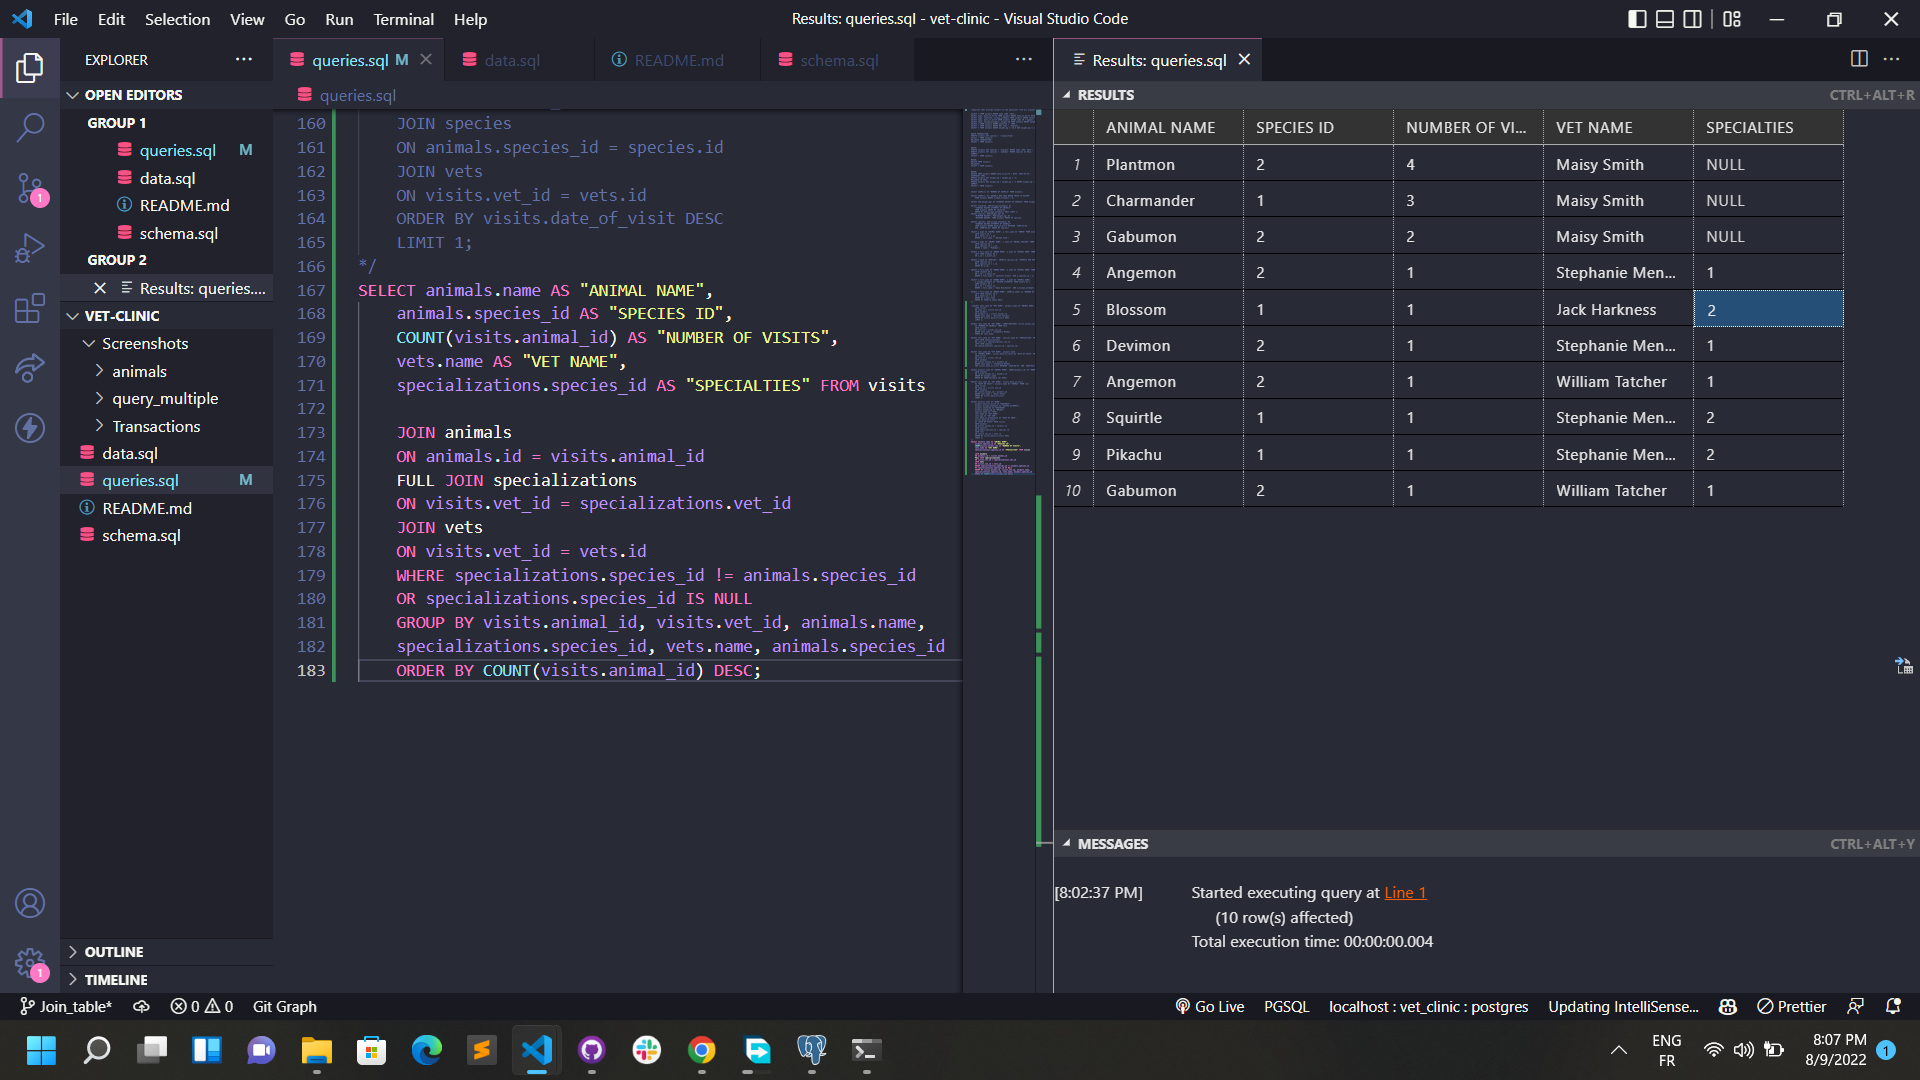 File Edit Selection View Go Run Terminal Help
Results: queries.sql - vet-clinic - Visual Studio Code
EXPLORER
OPEN EDITORS
GROUP 1
queries.sql M
data.sql
README.md
schema.sql
GROUP 2
Results: queries....
VET-CLINIC
Screenshots
animals
query_multiple
Transactions
data.sql
queries.sql M
README.md
schema.sql
OUTLINE
TIMELINE
1
1
queries.sql M
data.sql
README.md
schema.sql
queries.sql
160 JOIN species
161 ON animals.species_id = species.id
162 JOIN vets
163 ON visits.vet_id = vets.id
164 ORDER BY visits.date_of_visit DESC
165 LIMIT 1;
166 */
167 SELECT animals.name AS "ANIMAL NAME",
168 animals.species_id AS "SPECIES ID",
169 COUNT(visits.animal_id) AS "NUMBER OF VISITS",
170 vets.name AS "VET NAME",
171 specializations.species_id AS "SPECIALTIES" FROM visits
172
173 JOIN animals
174 ON animals.id = visits.animal_id
175 FULL JOIN specializations
176 ON visits.vet_id = specializations.vet_id
177 JOIN vets
178 ON visits.vet_id = vets.id
179 WHERE specializations.species_id != animals.species_id
180 OR specializations.species_id IS NULL
181 GROUP BY visits.animal_id, visits.vet_id, animals.name,
182 specializations.species_id, vets.name, animals.species_id
183 ORDER BY COUNT(visits.animal_id) DESC;
Results: queries.sql
RESULTS CTRL+ALT+R
ANIMAL NAME SPECIES ID NUMBER OF VI... VET NAME SPECIALTIES
1 Plantmon 2 4 Maisy Smith NULL
2 Charmander 1 3 Maisy Smith NULL
3 Gabumon 2 2 Maisy Smith NULL
4 Angemon 2 1 Stephanie Men... 1
5 Blossom 1 1 Jack Harkness 2
6 Devimon 2 1 Stephanie Men... 1
7 Angemon 2 1 William Tatcher 1
8 Squirtle 1 1 Stephanie Men... 2
9 Pikachu 1 1 Stephanie Men... 2
10 Gabumon 2 1 William Tatcher 1
MESSAGES CTRL+ALT+Y
[8:02:37 PM] Started executing query at Line 1
(10 row(s) affected)
Total execution time: 00:00:00.004
Join_table* 0 0 Git Graph
Go Live PGSQL localhost : vet_clinic : postgres Updating IntelliSense... Prettier
ENG
FR
8:07 PM
8/9/2022
1